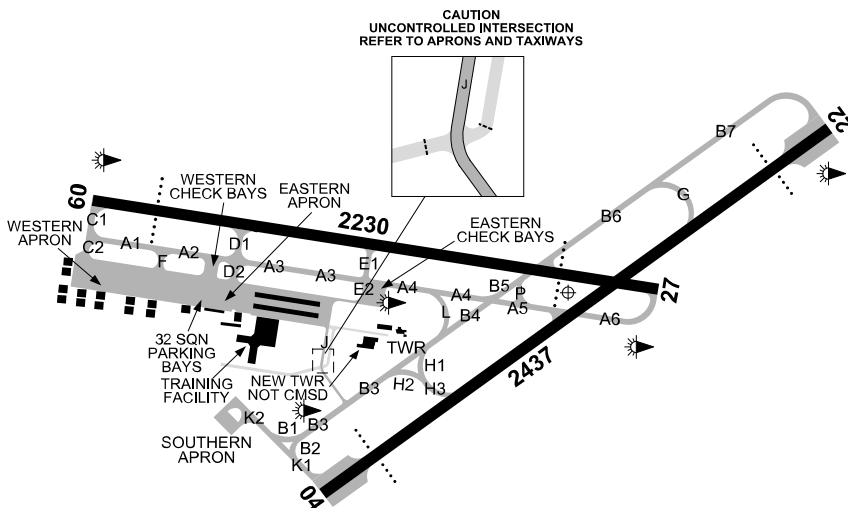 CAUTION
UNCONTROLLED INTERSECTION
REFER TO APRONS AND TAXIWAYS
J
22
B7
WESTERN
CHECK BAYS
EASTERN
APRON
G
09
WESTERN
APRON
C1
2230
B6
EASTERN
CHECK BAYS
C2
A1
A2
D1
F
D2
A3
A3
E1
E2
A4
A4
B5
P
27
L
B4
A5
A6
32 SQN
PARKING
BAYS
TRAINING
FACILITY
J
TWR
NEW TWR
NOT CMSD
H1
H2
H3
B3
2437
K2
B1
B3
SOUTHERN
APRON
B2
K1
04